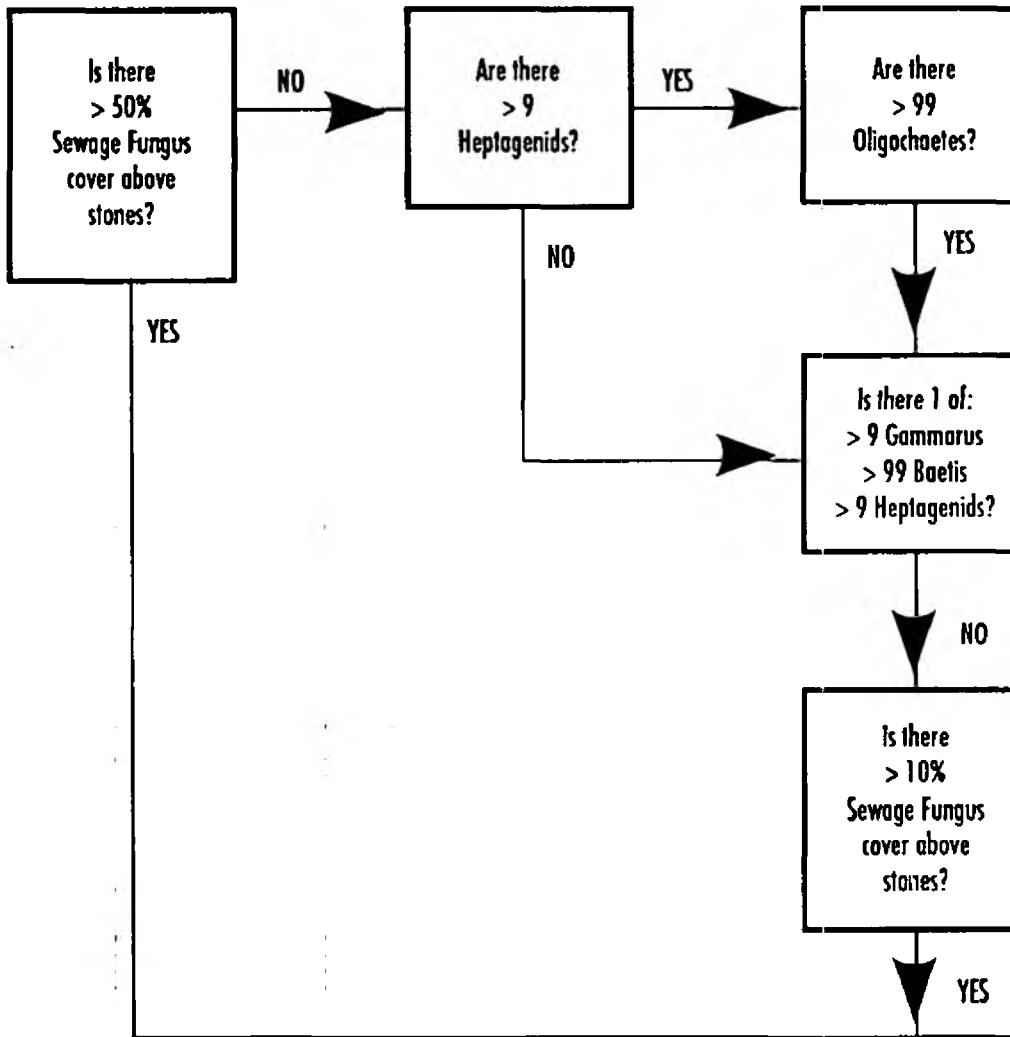 Is there
> 50%
Sewage Fungus
cover above
stones?
NO
Are there
> 9
Heptagenids?
YES
Are there
> 99
Oligochaetes?
NO
YES
YES
Is there 1 of:
> 9 Gammarus
> 99 Baetis
> 9 Heptagenids?
NO
Is there
> 10%
Sewage Fungus
cover above
stones?
YES